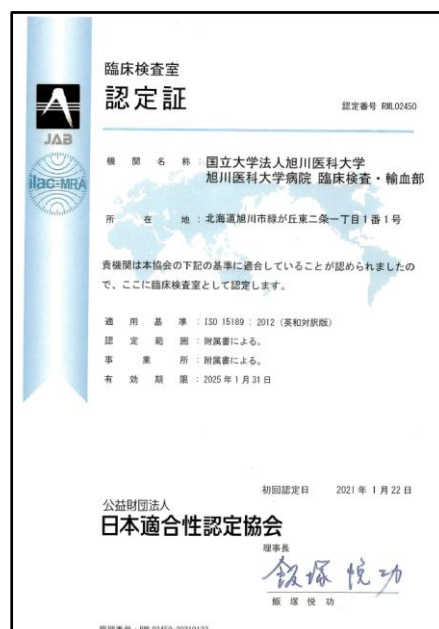 臨床検査室
認定証
認定番号 RML02450
JAB
ilac-MRA
機関名称：国立大学法人旭川医科大学
旭川医科大学病院 臨床検査・輸血部
所在地：北海道旭川市緑が丘東二条一丁目1番1号
貴機関は本協会の下記の基準に適合していることが認められましたの
で、ここに臨床検査室として認定します。
適用基準：ISO 15189：2012（英和対訳版）
認定範囲：附属書による。
事業所：附属書による。
有効期限：2025年1月31日
初回認定日 2021年 1月22日
公益財団法人
日本適合性認定協会
理事長
飯塚悦功
飯塚悦功